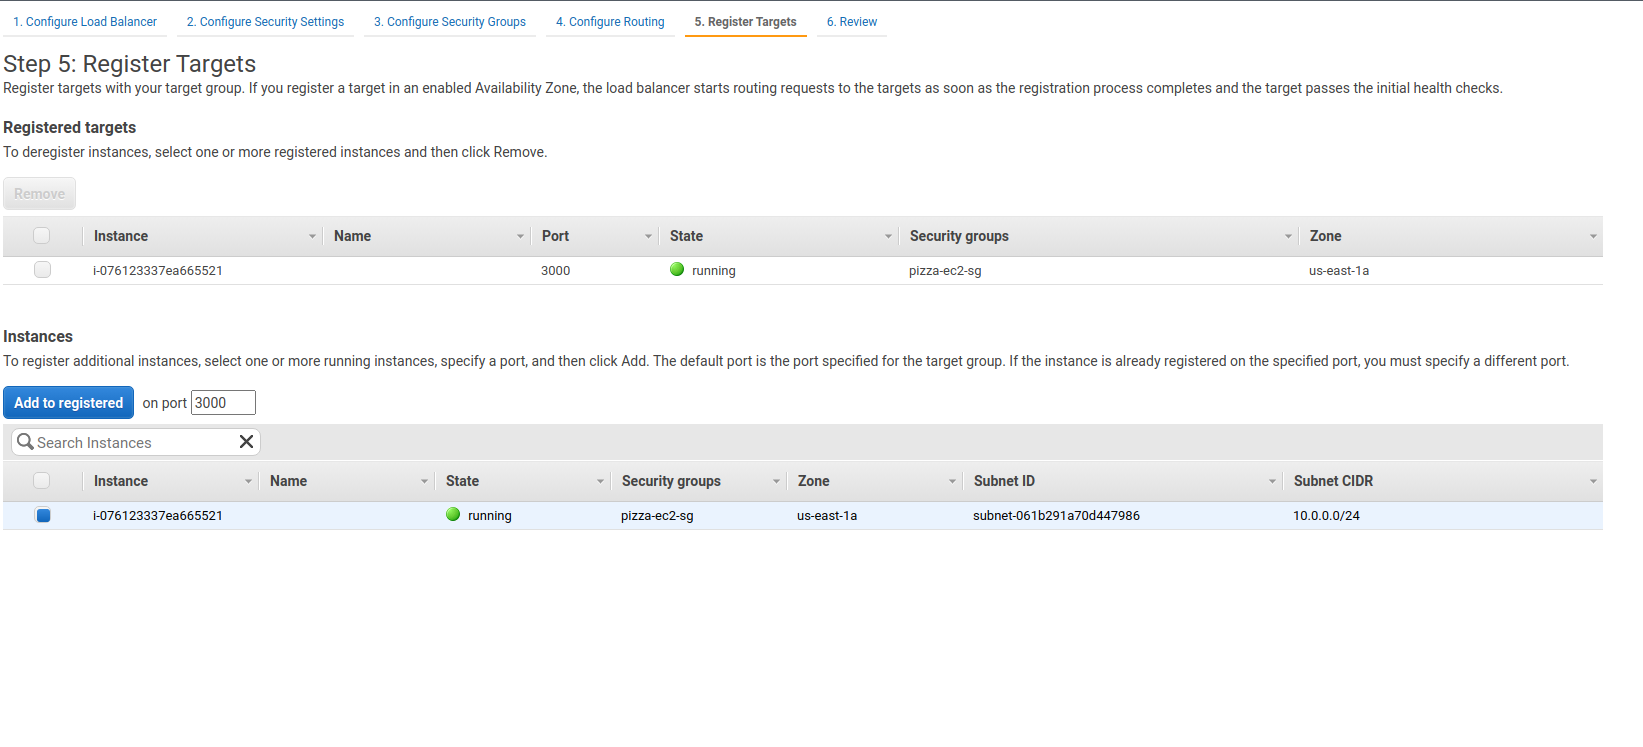 1. Configure Load Balancer 2. Configure Security Settings 3. Configure Security Groups 4. Configure Routing 5. Register Targets 6. Review
Step 5: Register Targets
Register targets with your target group. If you register a target in an enabled Availability Zone, the load balancer starts routing requests to the targets as soon as the registration process completes and the target passes the initial health checks.
Registered targets
To deregister instances, select one or more registered instances and then click Remove.
Remove
Instance Name Port State Security groups Zone
i-076123337ea665521 3000 running pizza-ec2-sg us-east-1a
Instances
To register additional instances, select one or more running instances, specify a port, and then click Add. The default port is the port specified for the target group. If the instance is already registered on the specified port, you must specify a different port.
Add to registered on port 3000
Search Instances
Instance Name State Security groups Zone Subnet ID Subnet CIDR
i-076123337ea665521 running pizza-ec2-sg us-east-1a subnet-061b291a70d447986 10.0.0.0/24